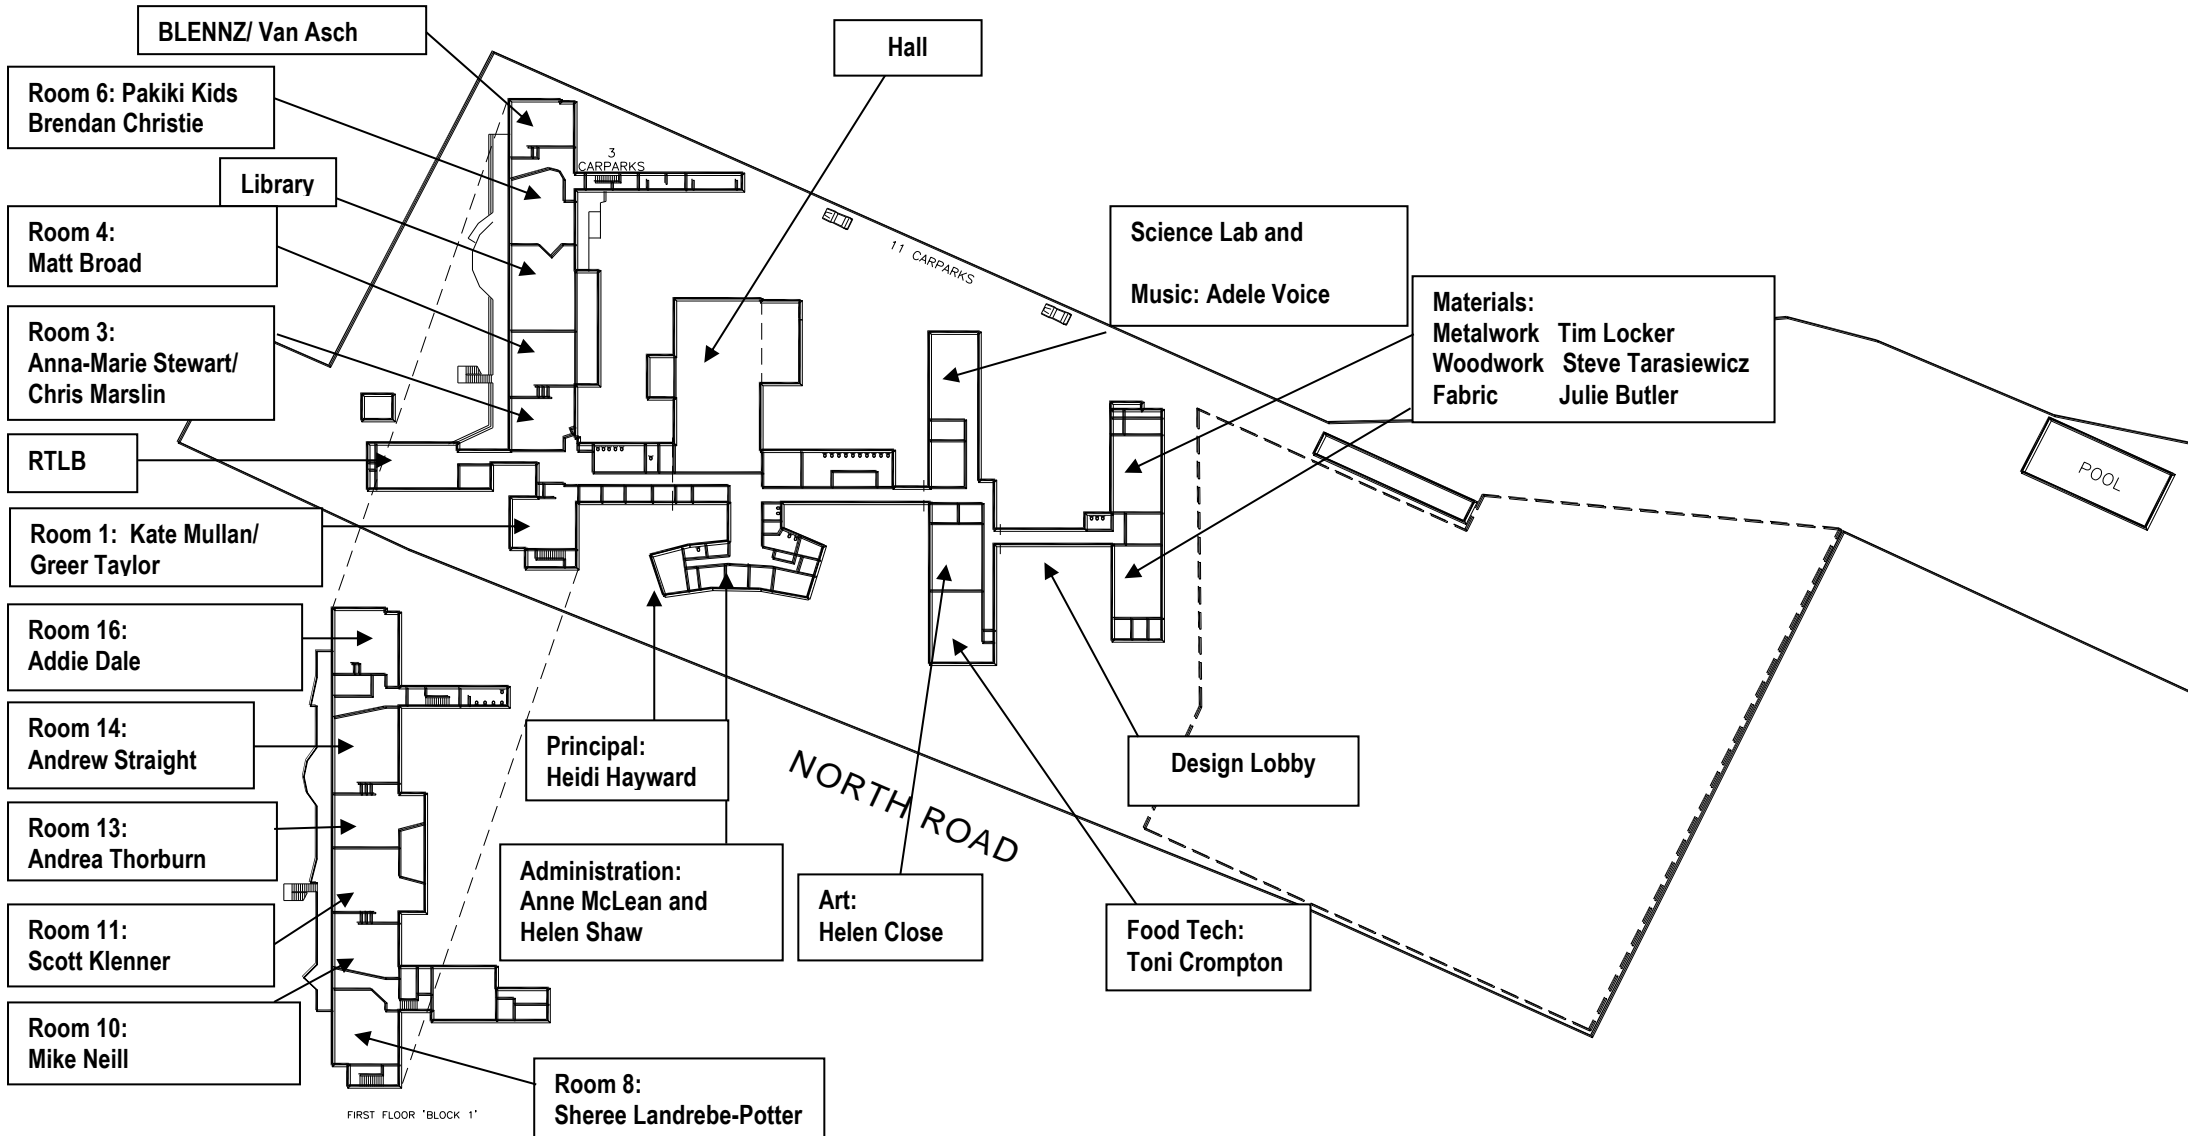 BLENNZ/ Van Asch
Hall
Room 6: Pakiki Kids
Brendan Christie
3
CARPARKS
Library
Room 4:
Matt Broad
11 CARPARKS
Science Lab and
Music: Adele Voice
Materials:
Metalwork Tim Locker
Woodwork Steve Tarasiewicz
Fabric Julie Butler
Room 3:
Anna-Marie Stewart/
Chris Marslin
RTLB
POOL
Room 1: Kate Mullan/
Greer Taylor
Room 16:
Addie Dale
Room 14:
Andrew Straight
Principal:
Heidi Hayward
NORTH ROAD
Design Lobby
Room 13:
Andrea Thorburn
Administration:
Anne McLean and
Helen Shaw
Art:
Helen Close
Food Tech:
Toni Crompton
Room 11:
Scott Klenner
Room 10:
Mike Neill
Room 8:
Sheree Landrebe-Potter
FIRST FLOOR 'BLOCK 1'